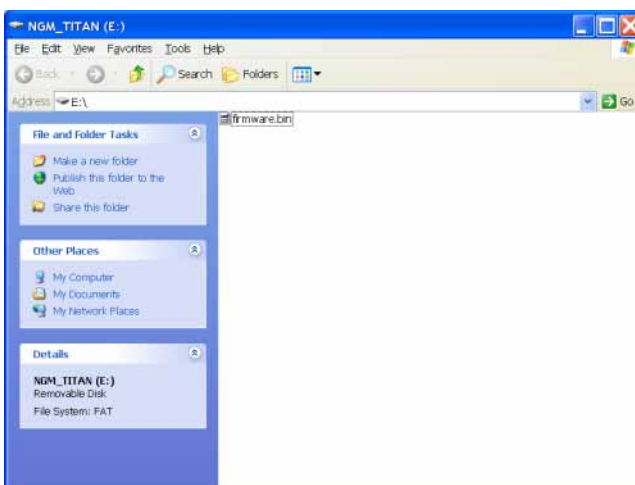 NGM_TITAN (E:)
File Edit View Favorites Tools Help
Back Search Folders
Address E:\ Go
File and Folder Tasks
Make a new folder
Publish this folder to the
Web
Share this folder
Other Places
My Computer
My Documents
My Network Places
Details
NGM_TITAN (E:)
Removable Disk
File System: FAT
firmware.bin